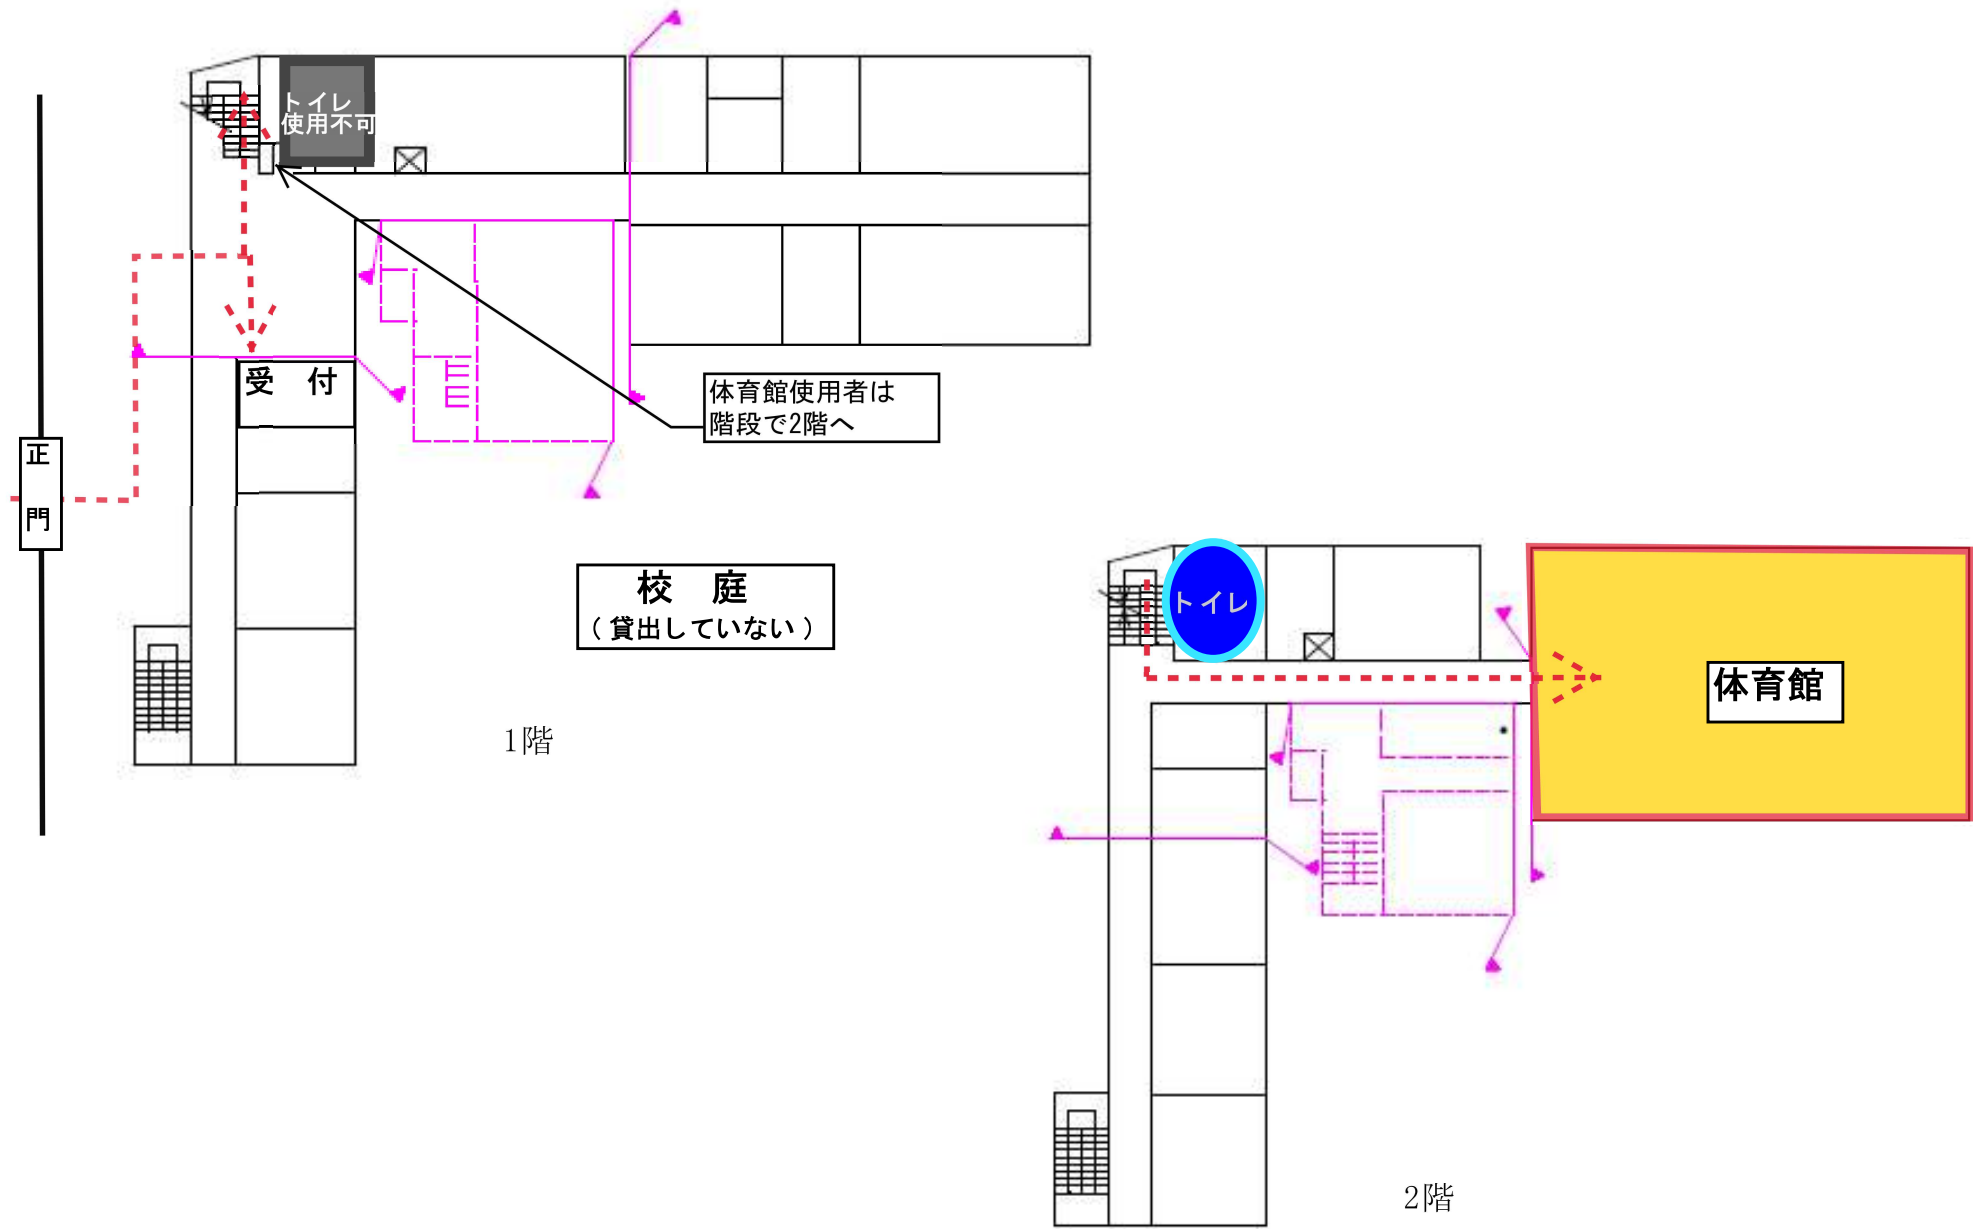 トイレ
使用不可
受　付
体育館使用者は
階段で2階へ
正
門
校　庭
（貸出していない）
1階
トイレ
体育館
2階